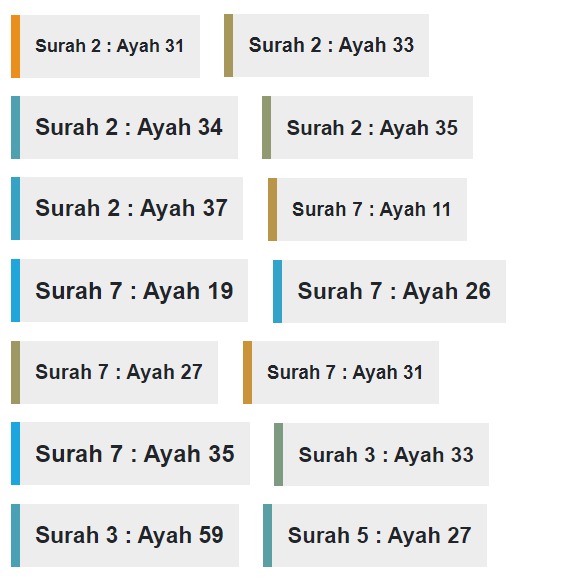 Surah 2 : Ayah 31
Surah 2 : Ayah 33
Surah 2 : Ayah 34
Surah 2 : Ayah 35
Surah 2 : Ayah 37
Surah 7 : Ayah 11
Surah 7 : Ayah 19
Surah 7 : Ayah 26
Surah 7 : Ayah 27
Surah 7 : Ayah 31
Surah 7 : Ayah 35
Surah 3 : Ayah 33
Surah 3 : Ayah 59
Surah 5 : Ayah 27